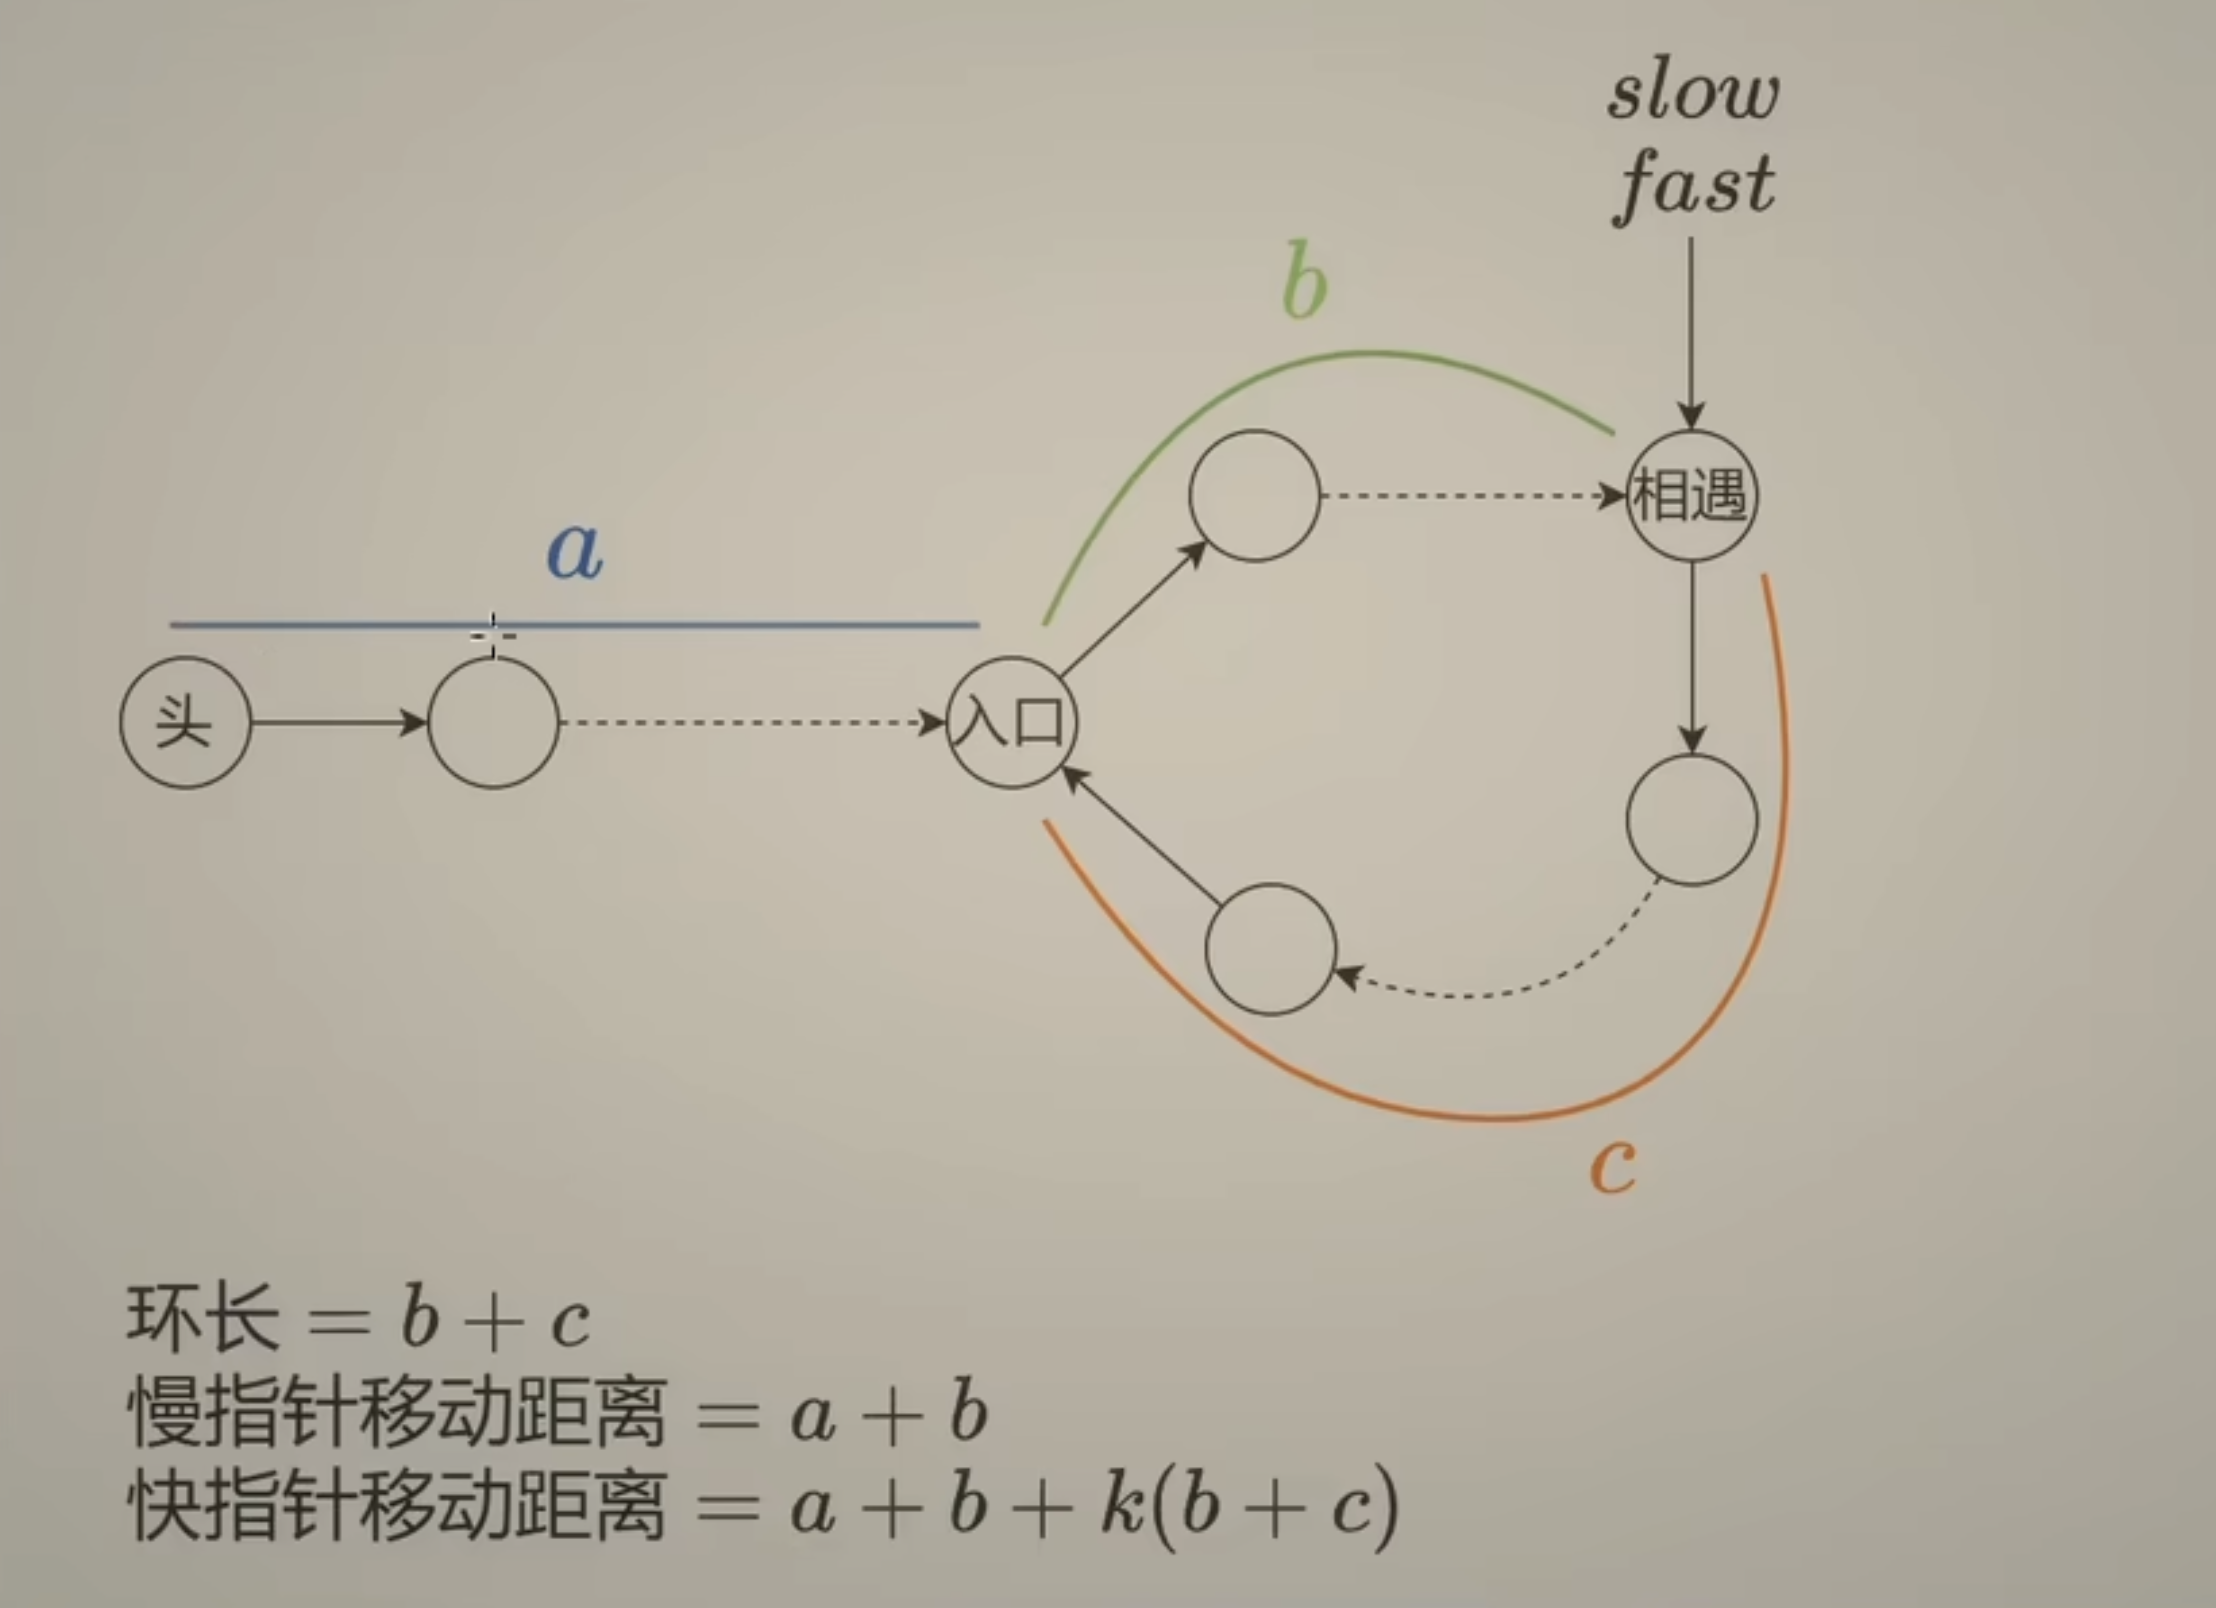 slow
fast
b
a
相遇
头
入口
c
环长 = b + c
慢指针移动距离 = a + b
快指针移动距离 = a + b + k(b + c)